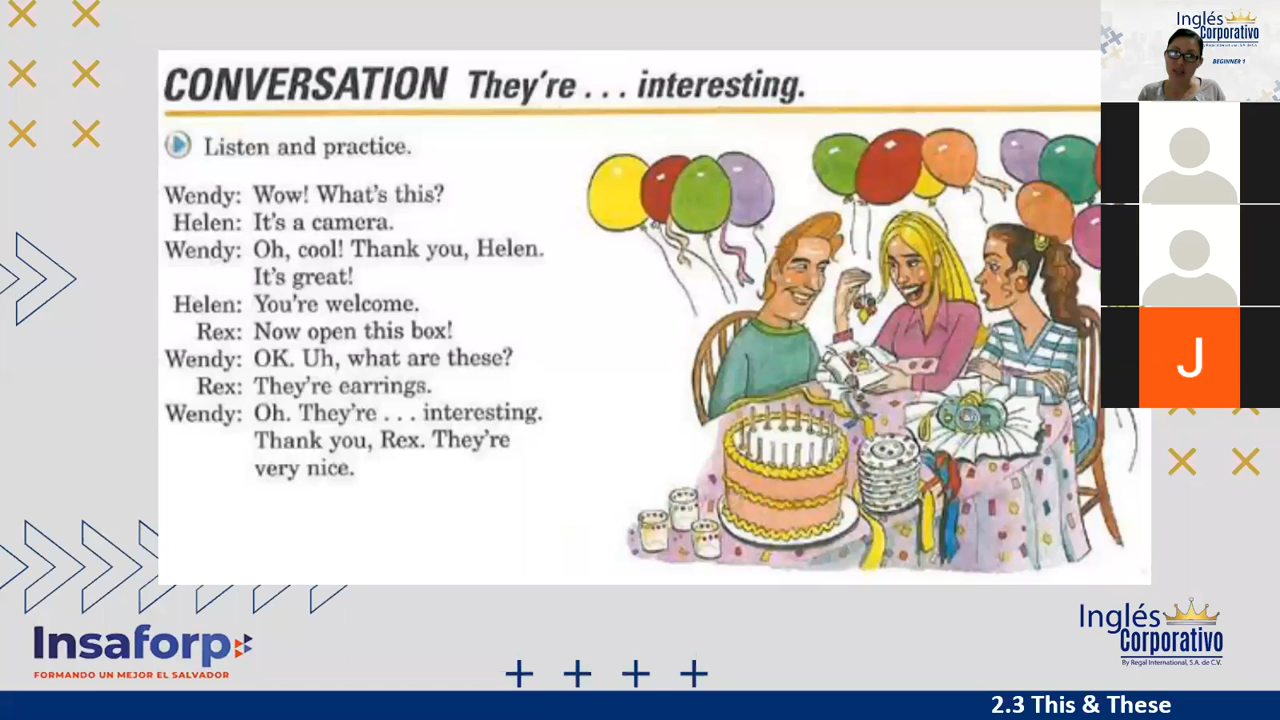 Inglés
Corporativo
BEGINNER 1
CONVERSATION They're . . . interesting.
Listen and practice.
Wendy: Wow! What's this?
Helen: It's a camera.
Wendy: Oh, cool! Thank you, Helen.
It's great!
Helen: You're welcome.
Rex: Now open this box!
Wendy: OK. Uh, what are these?
Rex: They're earrings.
Wendy: Oh. They're . . . interesting.
Thank you, Rex. They're
very nice.
J
Insaforp
FORMANDO UN MEJOR EL SALVADOR
Inglés
Corporativo
By Regal International, S.A. de C.V.
2.3 This & These